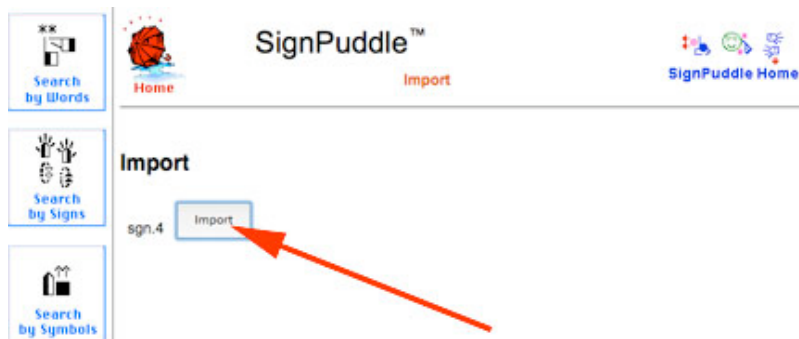 Search
by Words
Home
SignPuddle™
Import
SignPuddle Home
Search
by Signs
Import
sgn.4
Import
Search
by Symbols